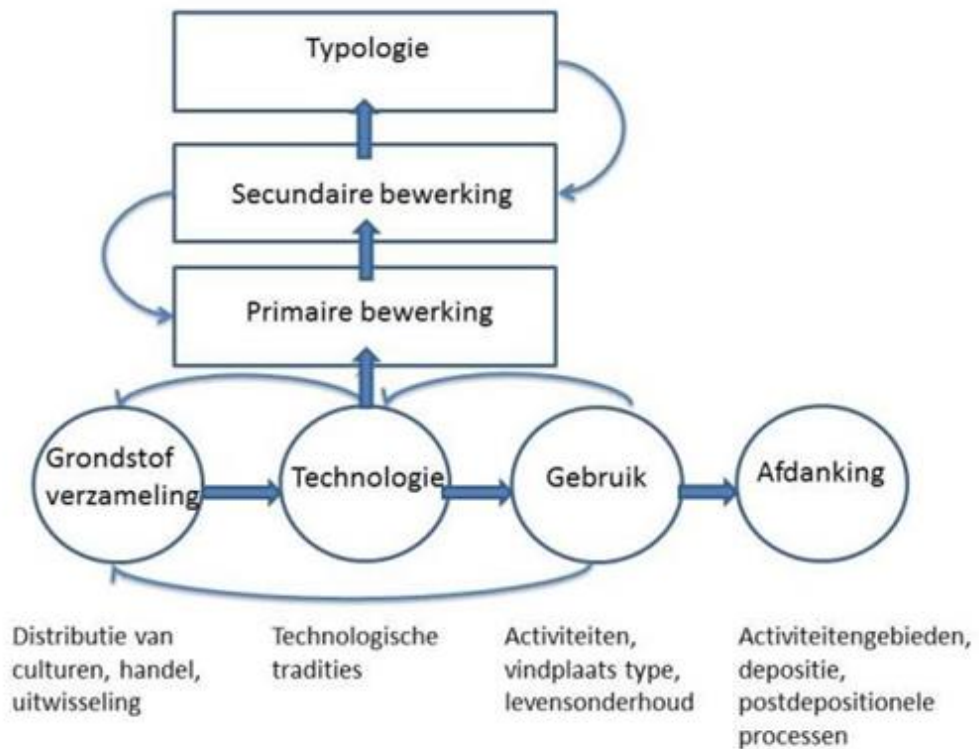 Typologie
Secundaire bewerking
Primaire bewerking
Grondstof
verzameling
Technologie
Gebruik
Afdanking
Distributie van
culturen, handel,
uitwisseling
Technologische
tradities
Activiteiten,
vindplaats type,
levensonderhoud
Activiteitengebieden,
depositie,
postdepositionele
processen